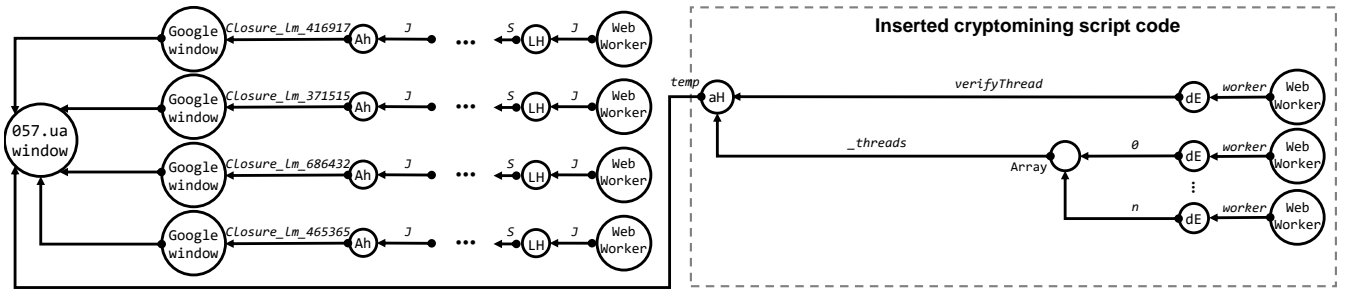 Inserted cryptomining script code
Google
window
Closure_lm_416917
Ah
J
...
S
LH
J
Web
Worker
Google
window
Closure_lm_371515
Ah
J
...
S
LH
J
Web
Worker
temp
aH
verifyThread
dE
worker
Web
Worker
057.ua
window
Google
window
Closure_lm_686432
Ah
J
...
S
LH
J
Web
Worker
_threads
Array
0
dE
worker
Web
Worker
...
n
dE
worker
Web
Worker
Google
window
Closure_lm_465365
Ah
J
...
S
LH
J
Web
Worker